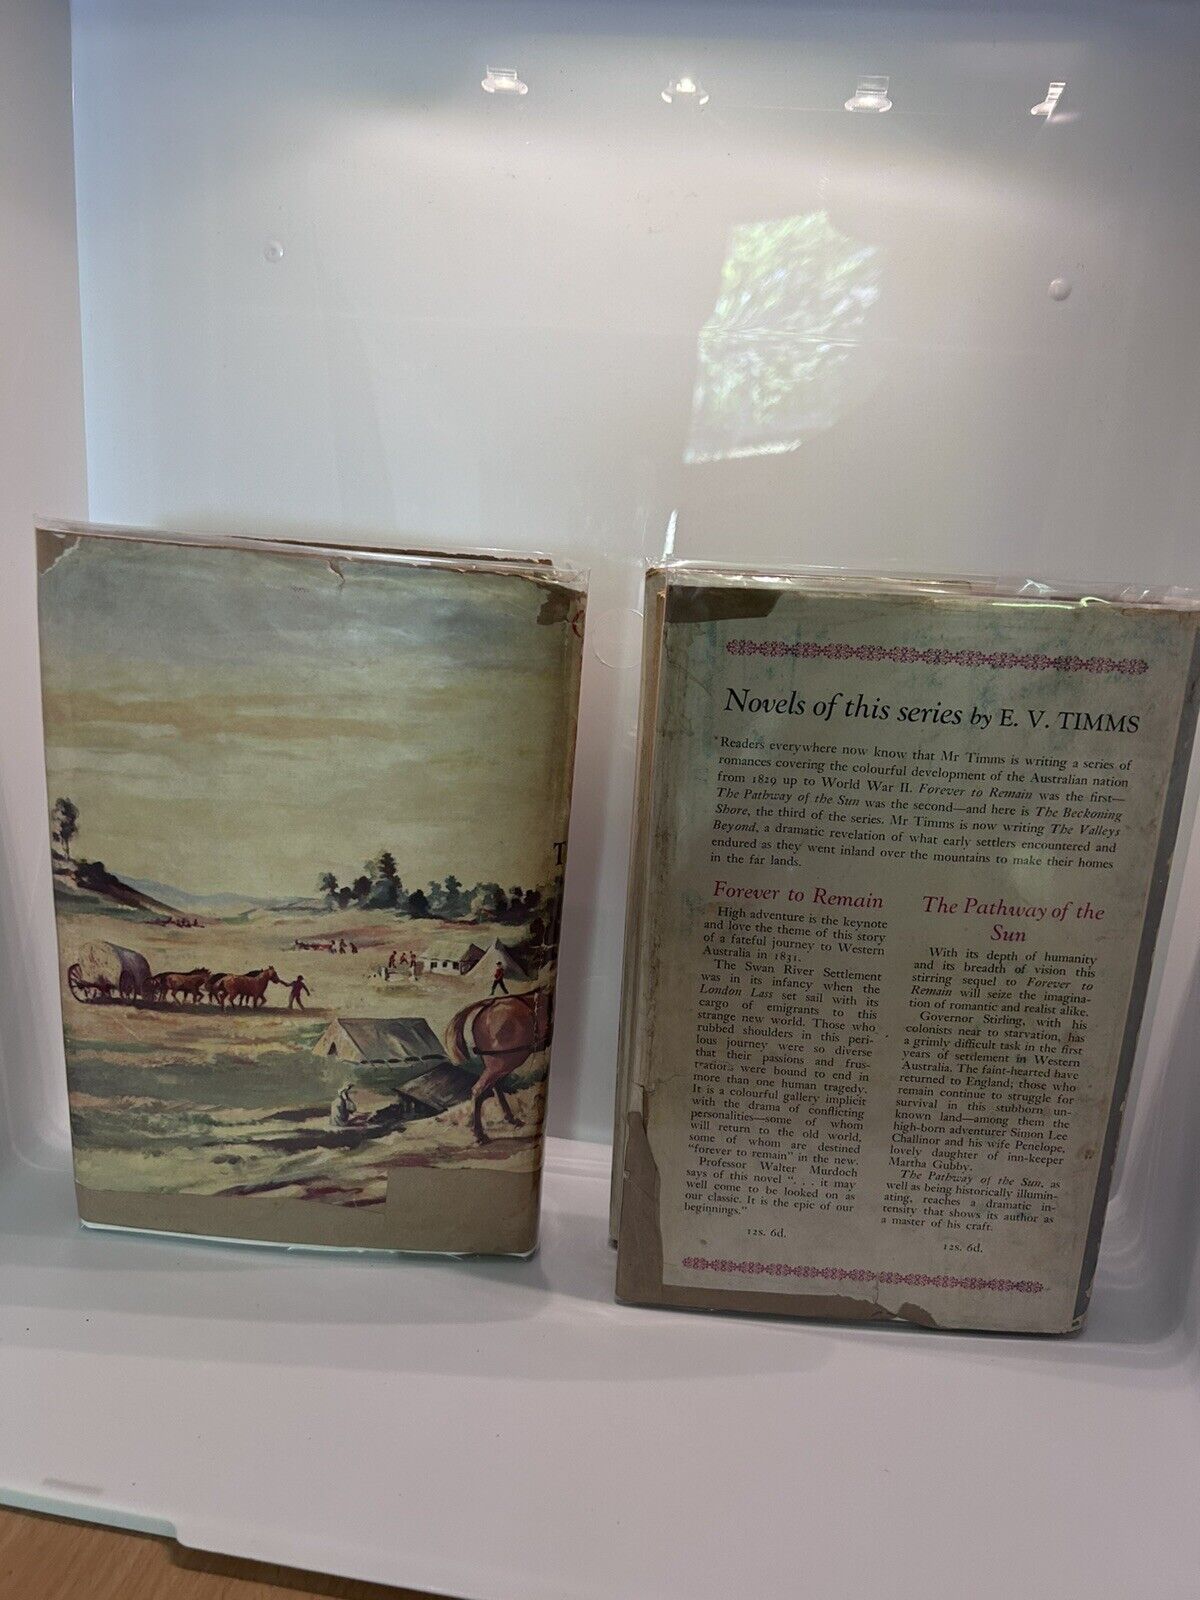 T
Novels of this series by E. V. TIMMS
"Readers everywhere now know that Mr Timms is writing a series of
romances covering the colourful development of the Australian nation
from 1829 up to World War II. Forever to Remain was the first—
The Pathway of the Sun was the second—and here is The Beckoning
Shore, the third of the series. Mr Timms is now writing The Valleys
Beyond, a dramatic revelation of what early settlers encountered and
endured as they went inland over the mountains to make their homes
in the far lands.
Forever to Remain
High adventure is the keynote
and love the theme of this story
of a fateful journey to Western
Australia in 1831.
The Swan River Settlement
was in its infancy when the
London Lass set sail with its
cargo of emigrants to this
strange new world. Those who
rubbed shoulders in this peri-
lous journey were so diverse
that their passions and frus-
trations were bound to end in
more than one human tragedy.
It is a colourful gallery implicit
with the drama of conflicting
personalities—some of whom
will return to the old world,
some of whom are destined
"forever to remain" in the new.
Professor Walter Murdoch
says of this novel ". . . it may
well come to be looked on as
our classic. It is the epic of our
beginnings."
12s. 6d.
The Pathway of the
Sun
With its depth of humanity
and its breadth of vision this
stirring sequel to Forever to
Remain will seize the imagina-
tion of romantic and realist alike.
Governor Stirling, with his
colonists near to starvation, has
a grimly difficult task in the first
years of settlement in Western
Australia. The faint-hearted have
returned to England; those who
remain continue to struggle for
survival in this stubborn un-
known land—among them the
high-born adventurer Simon Lee
Challinor and his wife Penelope,
lovely daughter of inn-keeper
Martha Gubby.
The Pathway of the Sun, as
well as being historically illumin-
ating, reaches a dramatic in-
tensity that shows its author as
a master of his craft.
12s. 6d.